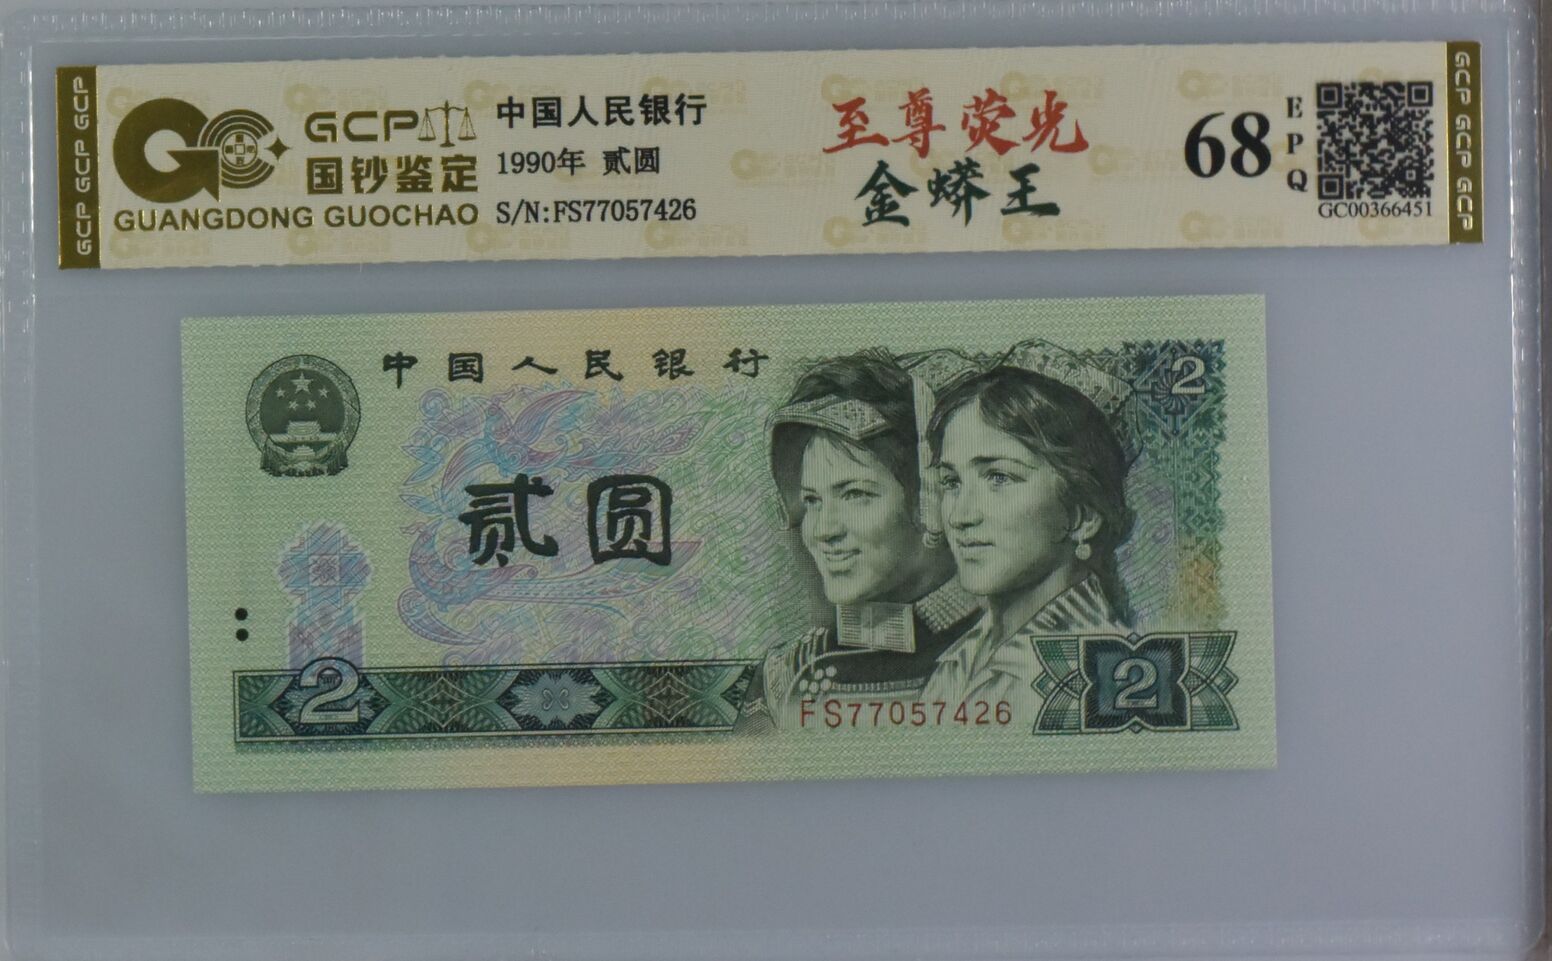 GCP GCP GCP
GCP
国钞鉴定
GUANGDONG GUOCHAO
中国人民银行
1990年 贰圆
S/N:FS77057426
至尊荧光
金蟒王
68
EPQ
GC00366451
GCP GCP GCP
中国人民银行
2
贰圆
2
FS77057426
2